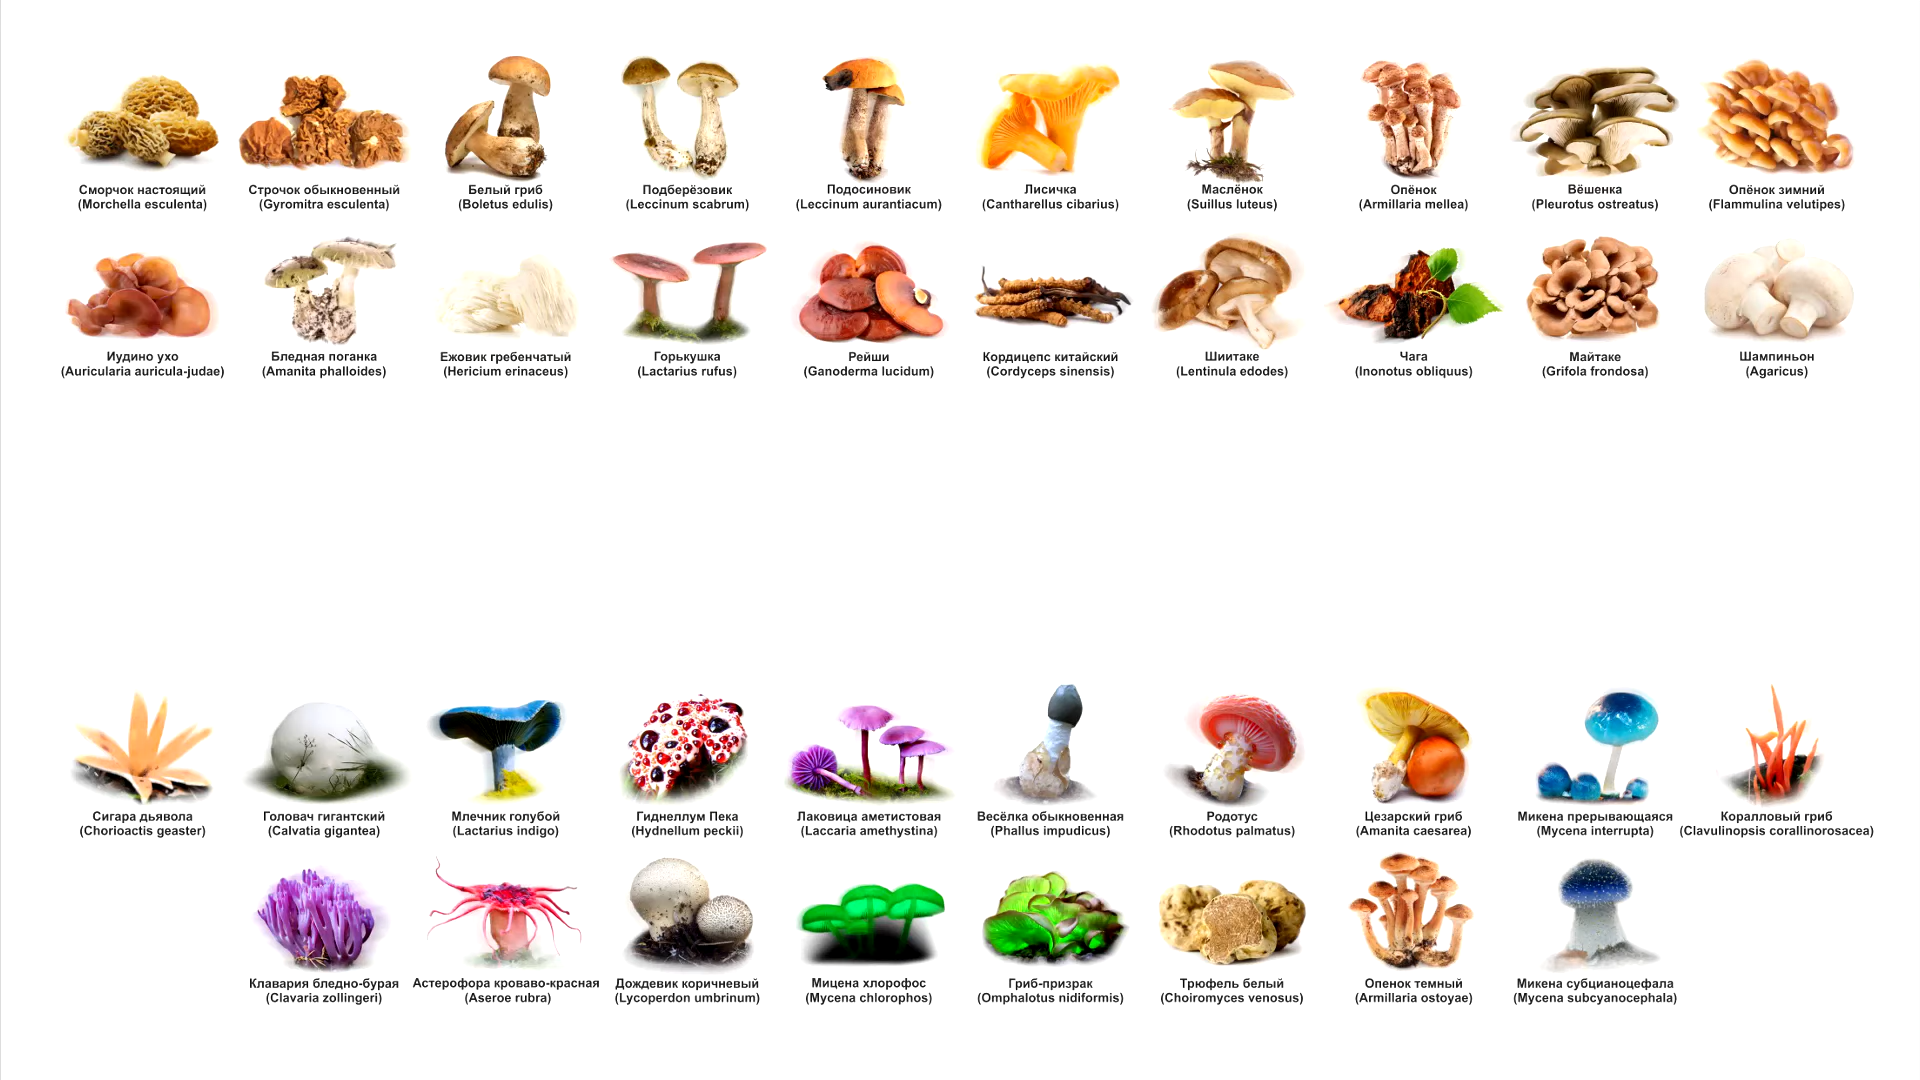 Сморчок настоящий
(Morchella esculenta)
Строчок обыкновенный
(Gyromitra esculenta)
Белый гриб
(Boletus edulis)
Подберёзовик
(Leccinum scabrum)
Подосиновик
(Leccinum aurantiacum)
Лисичка
(Cantharellus cibarius)
Маслёнок
(Suillus luteus)
Опёнок
(Armillaria mellea)
Вёшенка
(Pleurotus ostreatus)
Опёнок зимний
(Flammulina velutipes)
Иудино ухо
(Auricularia auricula-judae)
Бледная поганка
(Amanita phalloides)
Ежовик гребенчатый
(Hericium erinaceus)
Горькушка
(Lactarius rufus)
Рейши
(Ganoderma lucidum)
Кордицепс китайский
(Cordyceps sinensis)
Шиитаке
(Lentinula edodes)
Чага
(Inonotus obliquus)
Майтаке
(Grifola frondosa)
Шампиньон
(Agaricus)
Сигара дьявола
(Chorioactis geaster)
Головач гигантский
(Calvatia gigantea)
Млечник голубой
(Lactarius indigo)
Гиднеллум Пека
(Hydnellum peckii)
Лаковица аметистовая
(Laccaria amethystina)
Весёлка обыкновенная
(Phallus impudicus)
Родотус
(Rhodotus palmatus)
Цезарский гриб
(Amanita caesarea)
Микена прерывающаяся
(Mycena interrupta)
Коралловый гриб
(Clavulinopsis corallinorosacea)
Клавария бледно-бурая
(Clavaria zollingeri)
Астерофора кроваво-красная
(Aseroe rubra)
Дождевик коричневый
(Lycoperdon umbrinum)
Мицена хлорофос
(Mycena chlorophos)
Гриб-призрак
(Omphalotus nidiformis)
Трюфель белый
(Choiromyces venosus)
Опенок темный
(Armillaria ostoyae)
Микена субцианоцефала
(Mycena subcyanocephala)